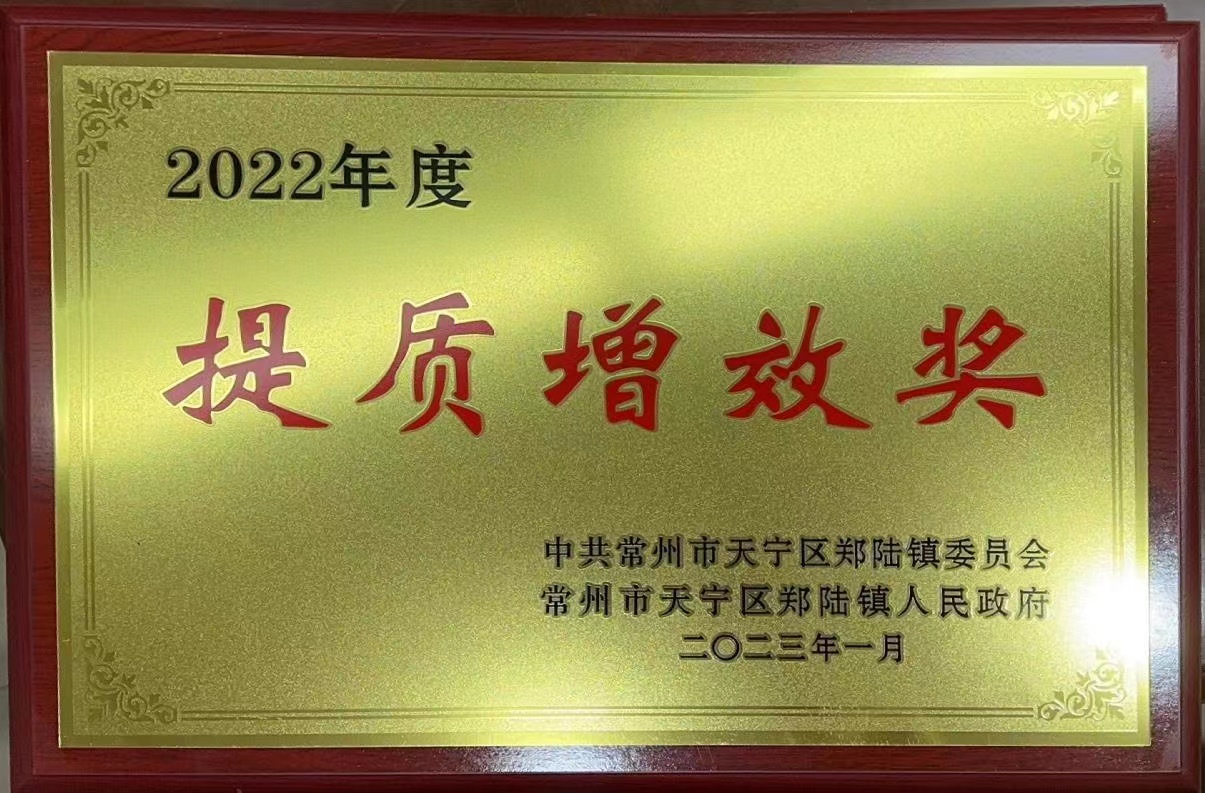 2022年度
提质增效奖
中共常州市天宁区郑陆镇委员会
常州市天宁区郑陆镇人民政府
二〇二三年一月